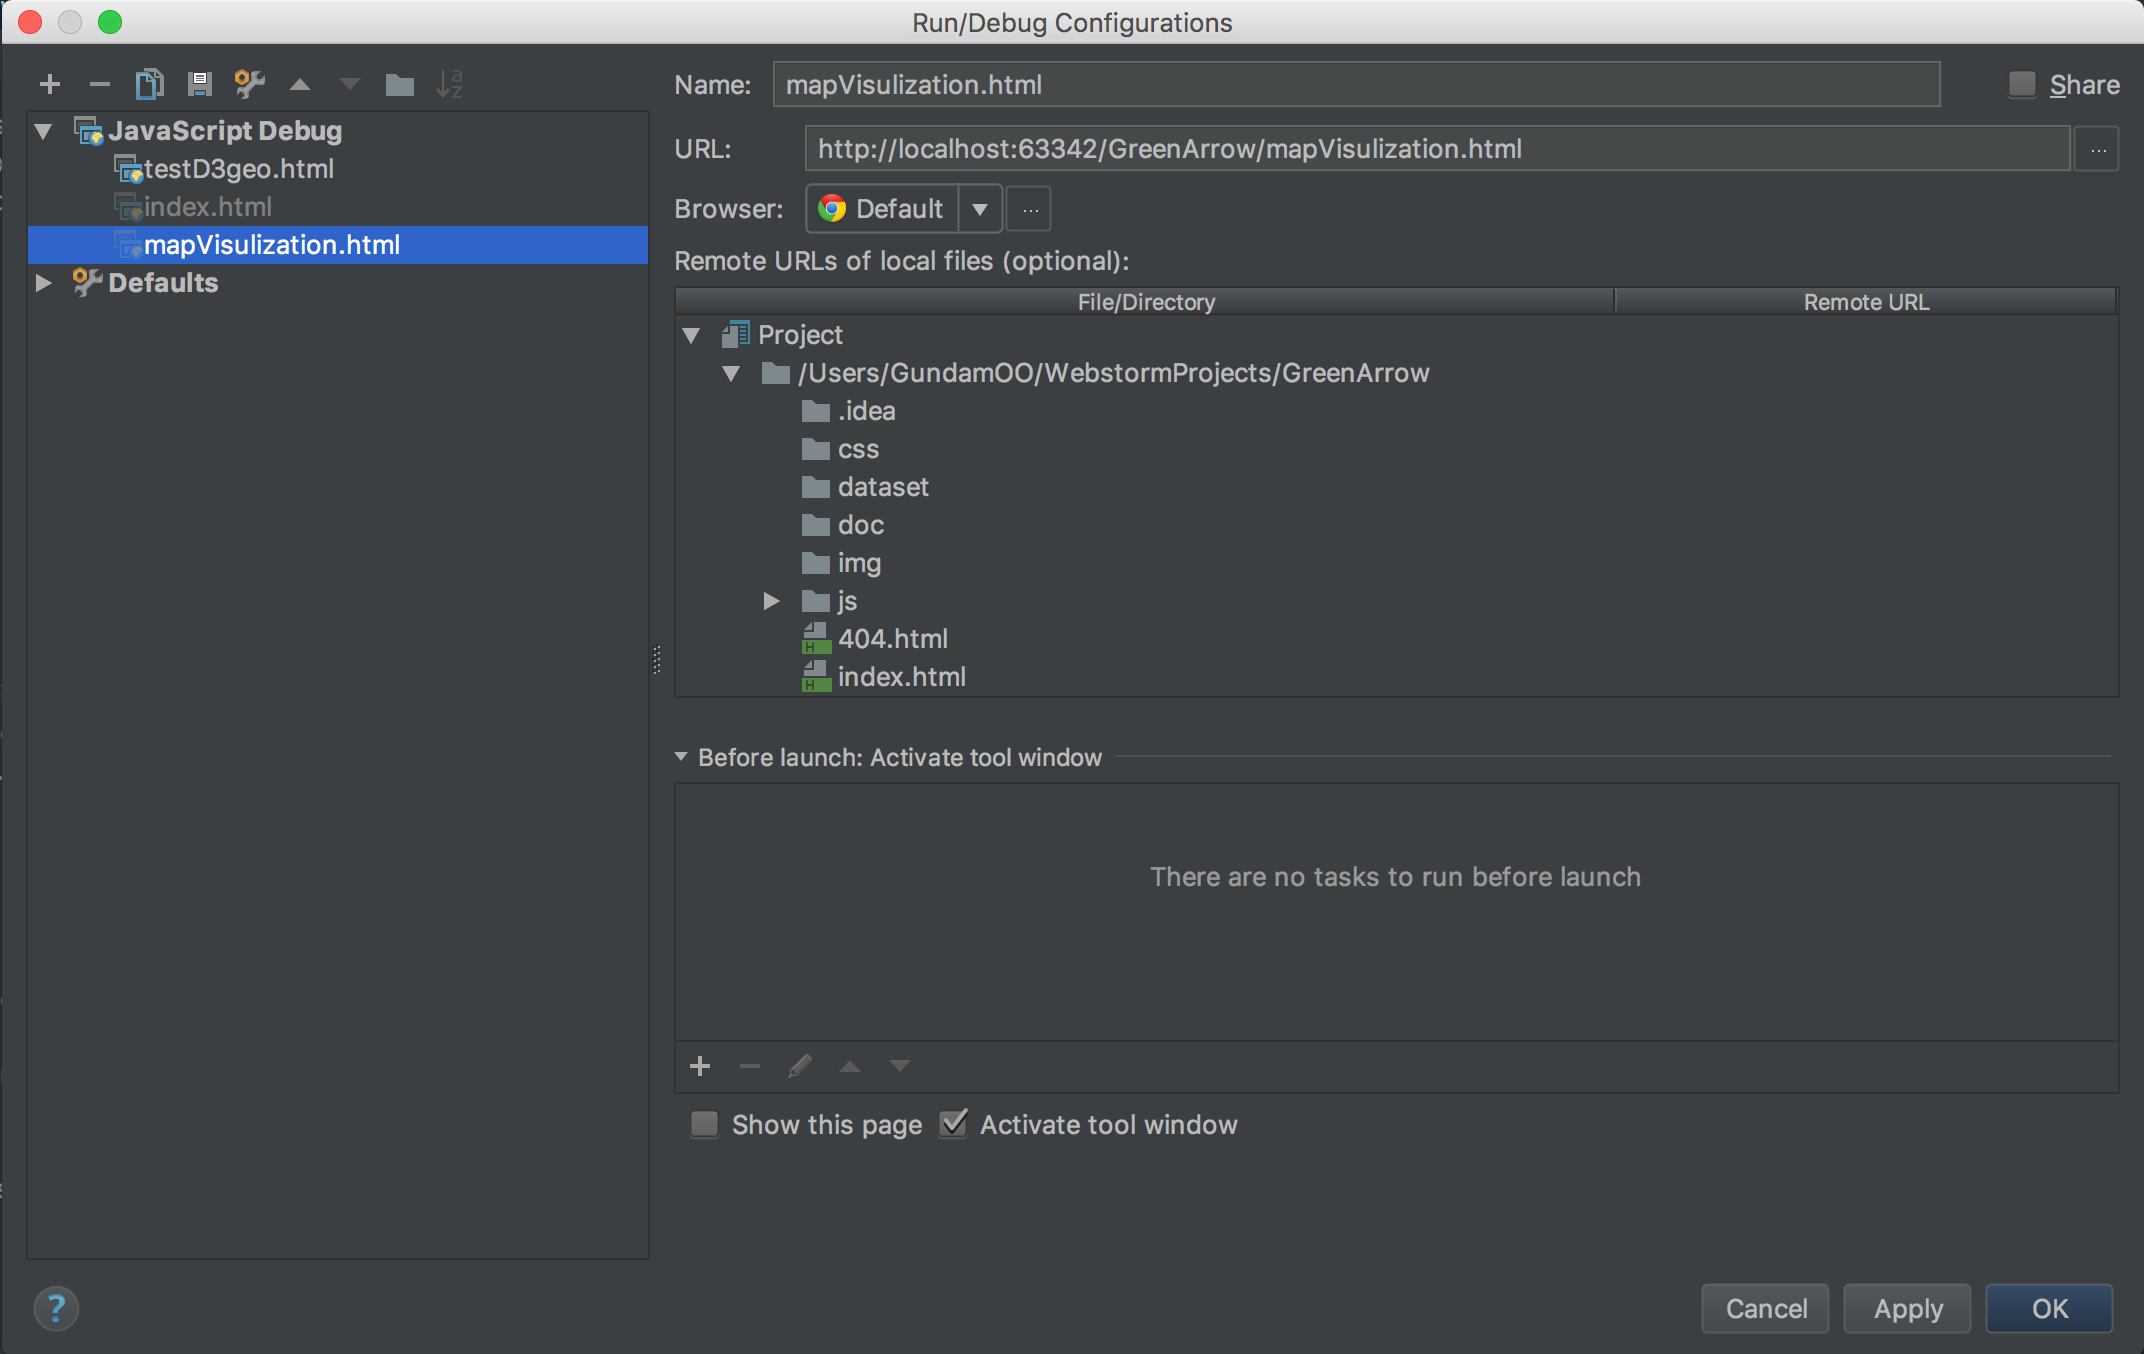 Run/Debug Configurations
Name: mapVisulization.html Share
JavaScript Debug
testD3geo.html
index.html
mapVisulization.html
Defaults
URL: http://localhost:63342/GreenArrow/mapVisulization.html ...
Browser: Default ...
Remote URLs of local files (optional):
File/Directory Remote URL
Project
/Users/GundamOO/WebstormProjects/GreenArrow
.idea
css
dataset
doc
img
js
404.html
index.html
Before launch: Activate tool window
There are no tasks to run before launch
Show this page Activate tool window
? Cancel Apply OK